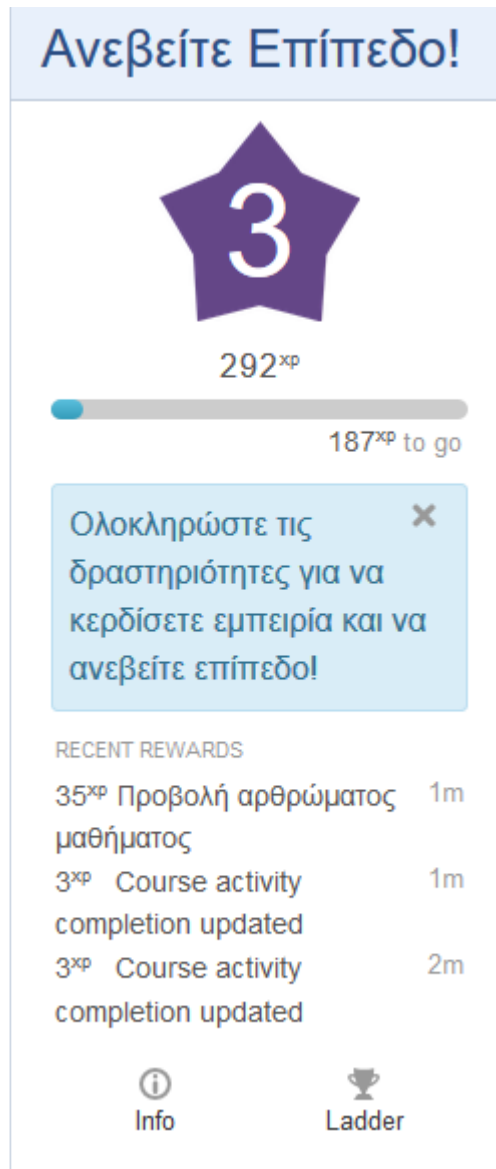 Ανεβείτε Επίπεδο!
3
292xp
187xp to go
Ολοκληρώστε τις
δραστηριότητες για να
κερδίσετε εμπειρία και να
ανεβείτε επίπεδο!
RECENT REWARDS
35xp Προβολή αρθρώματος 1m
μαθήματος
3xp Course activity 1m
completion updated
3xp Course activity 2m
completion updated
Info Ladder